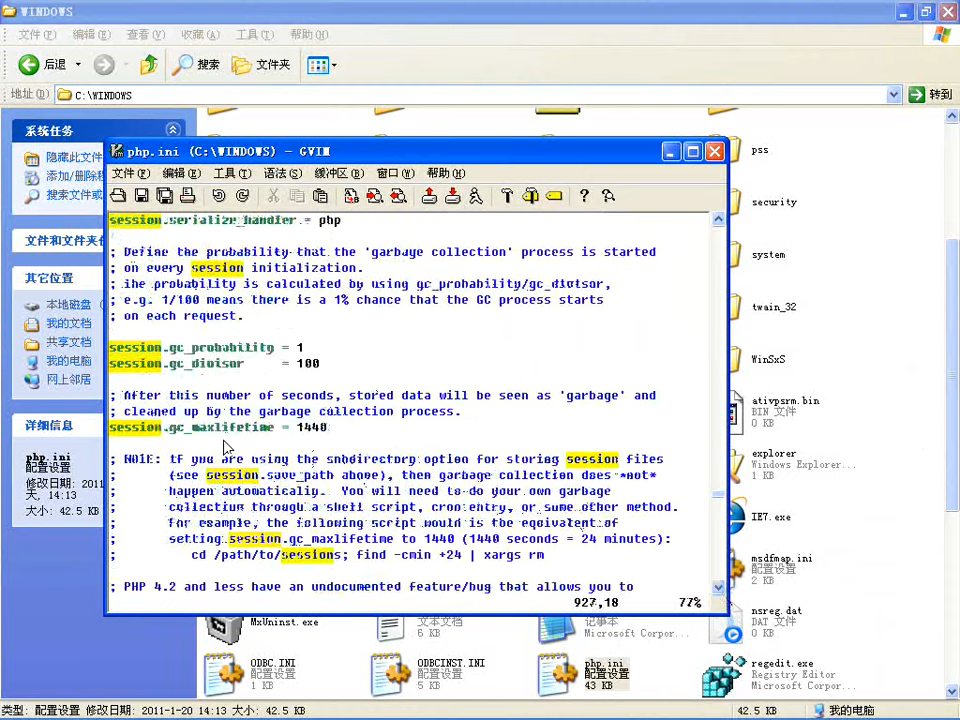 WINDOWS
文件(F) 编辑(E) 查看(V) 收藏(A) 工具(T) 帮助(H)
后退 搜索 文件夹
地址(D) C:\WINDOWS 转到
系统任务
隐藏此文件
添加/删除程
搜索文件或
文件和文件夹任
其它位置
本地磁盘
我的文档
共享文档
我的电脑
网上邻居
详细信息
php.ini
配置设置
修改日期: 2011
天, 14:13
大小: 42.5 KB
php.ini (C:\WINDOWS) - GVIM
文件(F) 编辑(E) 工具(T) 语法(S) 缓冲区(B) 窗口(W) 帮助(H)
session.serialize_handler = php
; Define the probability that the 'garbage collection' process is started
; on every session initialization.
; The probability is calculated by using gc_probability/gc_divisor,
; e.g. 1/100 means there is a 1% chance that the GC process starts
; on each request.
session.gc_probability = 1
session.gc_divisor = 100
; After this number of seconds, stored data will be seen as 'garbage' and
; cleaned up by the garbage collection process.
session.gc_maxlifetime = 1440
; NOTE: If you are using the subdirectory option for storing session files
; (see session.save_path above), then garbage collection does *not*
; happen automatically. You will need to do your own garbage
; collection through a shell script, cron entry, or some other method.
; For example, the following script would is the equivalent of
; setting session.gc_maxlifetime to 1440 (1440 seconds = 24 minutes):
; cd /path/to/sessions; find -cmin +24 | xargs rm
; PHP 4.2 and less have an undocumented feature/bug that allows you to
927,18 77%
pss
security
system
twain_32
WinSxS
ativpsrm.bin
BIN 文件
0 KB
explorer
Windows Explorer...
1 KB
IE7.exe
msdfmap.ini
配置设置
2 KB
nsreg.dat
DAT 文件
0 KB
MxUninst.exe
文本文档
6 KB
记事本
Microsoft Corpor...
ODBC.INI
配置设置
1 KB
ODBCINST.INI
配置设置
5 KB
php.ini
配置设置
43 KB
regedit.exe
Registry Editor
Microsoft Corpor...
类型: 配置设置 修改日期: 2011-1-20 14:13 大小: 42.5 KB 42.5 KB 我的电脑